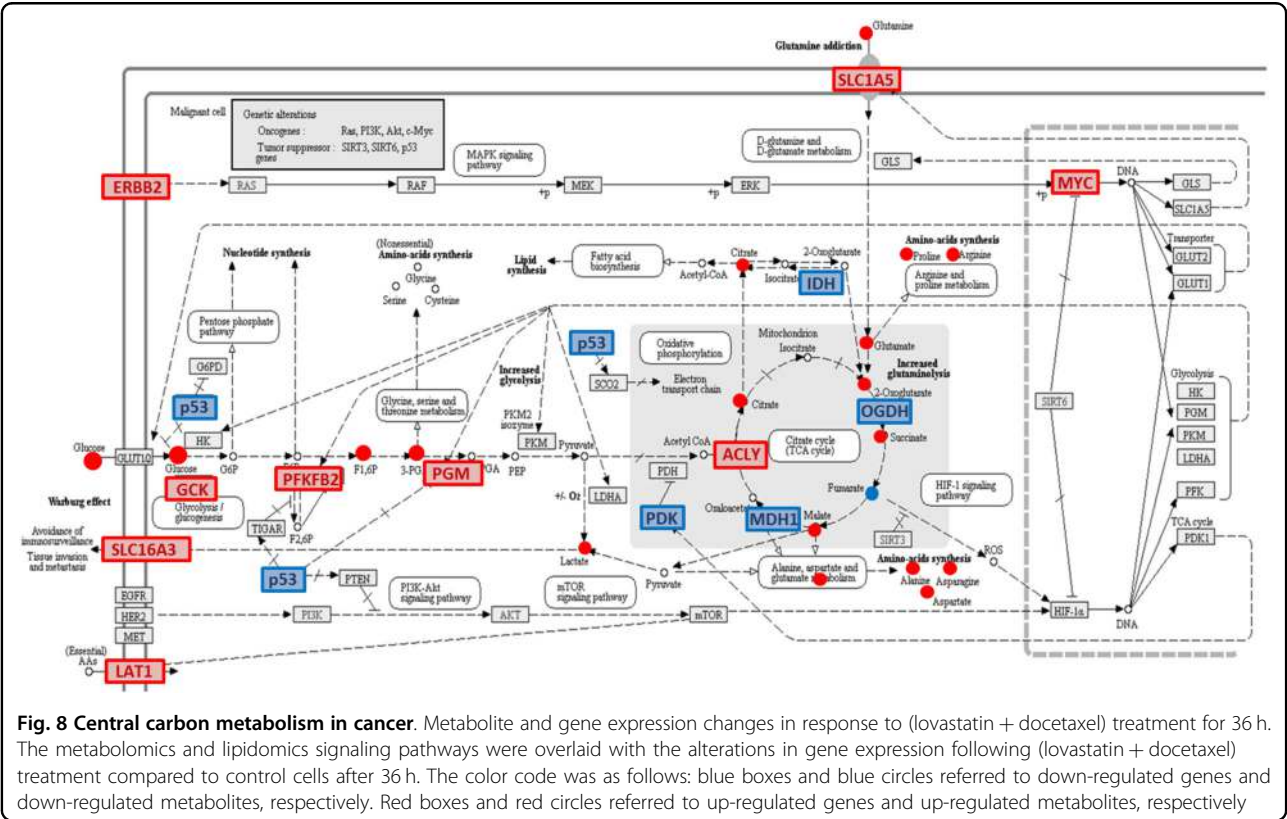 Glutamine
Glutamine addiction
SLC1A5
Malignant cell
Genetic alterations
Oncogenes : Ras, PI3K, Akt, c-Myc
Tumor suppressor : SIRT3, SIRT6, p53
genes
MAPK signaling
pathway
D-glutamine and
D-glutamate metabolism
GLS
ERBB2
RAS
RAF
+p
MEK
+p
ERK
+p
MYC
DNA
GLS
SLC1A5
Transporter
GLUT2
GLUT1
Nucleotide synthesis
(Nonessential)
Amino-acids synthesis
Glycine
Serine
Cysteine
Lipid
synthesis
Fatty acid
biosynthesis
Acetyl-CoA
Citrate
Isocitrate
2-Oxoglutarate
IDH
Amino-acids synthesis
Proline
Arginine
Arginine and
proline metabolism
Pentose phosphate
pathway
G6PD
p53
p53
SCO2
Increased
glycolysis
Oxidative
phosphorylation
Electron
transport chain
Mitochondrion
Isocitrate
Glutamate
Increased
glutaminolysis
2-Oxoglutarate
OGDH
Succinate
Citrate
Glycine, serine and
threonine metabolism
PKM2
isozyme
PKM
SIRT6
Glycolysis
HK
PGM
PKM
LDHA
PFK
TCA cycle
PDK1
Glucose
GLUT10
HK
Glucose
G6P
F1,6P
3-PG
PGA
PEP
Pyruvate
Acetyl CoA
ACLY
Citrate cycle
(TCA cycle)
GCK
PFKFB2
PGM
PDH
Warburg effect
Glycolysis /
TIGAR
F2,6P
+/- O2
LDHA
PDK
Oxaloacetate
MDH1
Malate
Fumarate
HIF-1 signaling
pathway
SIRT3
Avoidance of
immunosurveillance
SLC16A3
Tissue invasion
and metastasis
Lactate
Pyruvate
Alanine, aspartate and
glutamate metabolism
Amino-acids synthesis
Alanine
Asparagine
Aspartate
ROS
p53
PTEN
PI3K-Akt
signaling pathway
mTOR
signaling pathway
EGFR
HER2
MET
PI3K
AKT
mTOR
HIF-1α
DNA
(Essential)
AAs
LAT1
Fig. 8 Central carbon metabolism in cancer. Metabolite and gene expression changes in response to (lovastatin + docetaxel) treatment for 36 h.
The metabolomics and lipidomics signaling pathways were overlaid with the alterations in gene expression following (lovastatin + docetaxel)
treatment compared to control cells after 36 h. The color code was as follows: blue boxes and blue circles referred to down-regulated genes and
down-regulated metabolites, respectively. Red boxes and red circles referred to up-regulated genes and up-regulated metabolites, respectively